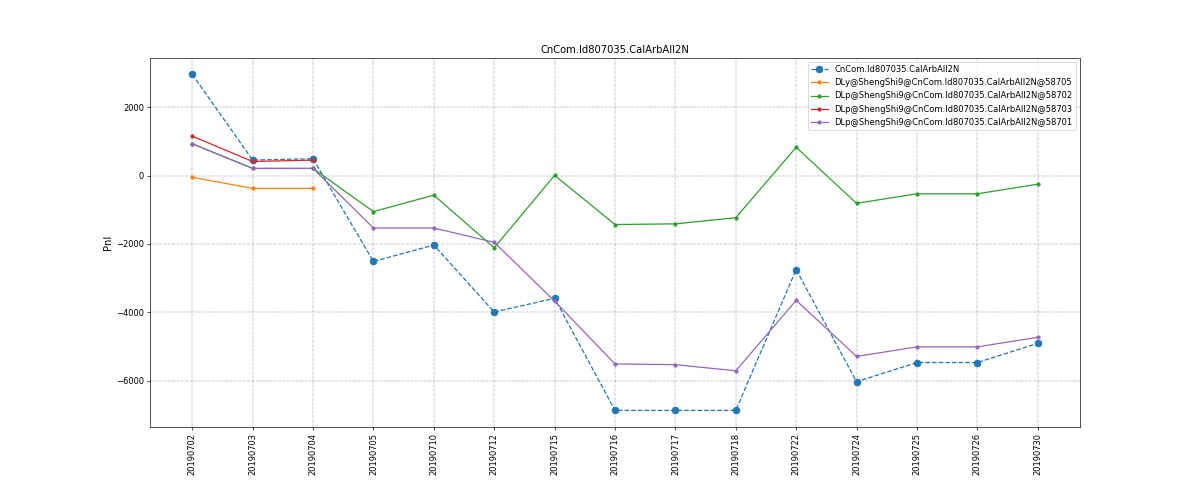 CnCom.Id807035.CalArbAll2N
CnCom.Id807035.CalArbAll2N
DLy@ShengShi9@CnCom.Id807035.CalArbAll2N@58705
DLp@ShengShi9@CnCom.Id807035.CalArbAll2N@58702
DLp@ShengShi9@CnCom.Id807035.CalArbAll2N@58703
DLp@ShengShi9@CnCom.Id807035.CalArbAll2N@58701
Pnl
2000
0
−2000
−4000
−6000
20190702
20190703
20190704
20190705
20190710
20190712
20190715
20190716
20190717
20190718
20190722
20190724
20190725
20190726
20190730